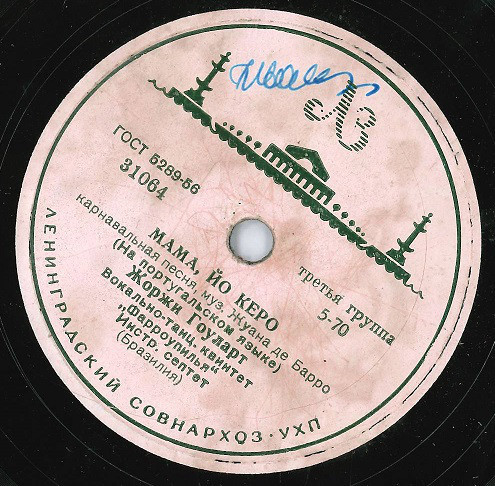 ЛЗ
ГОСТ 5289-56
31064
третья группа
5-70
МАМА, ЙО КЕРО
карнавальная песня, муз. Жуана де Барро
(На португальском языке)
Жоржи Гоуларт
Вокально-танц. квинтет
„Фарроупилья"
Инстр. септет
(Бразилия)
ЛЕНИНГРАДСКИЙ СОВНАРХОЗ·УХП